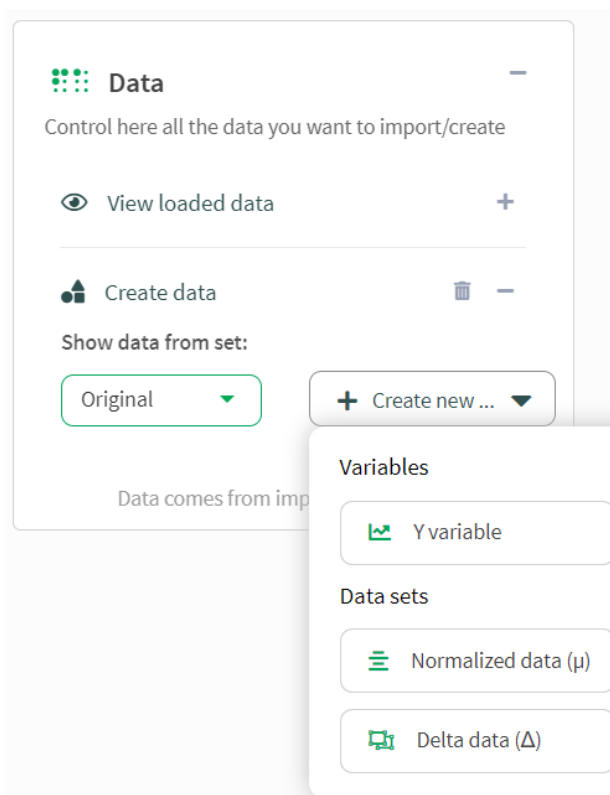 Data
Control here all the data you want to import/create
View loaded data
Create data
Show data from set:
Original
Create new ...
Variables
Data comes from imp
Y variable
Data sets
Normalized data (μ)
Delta data (Δ)